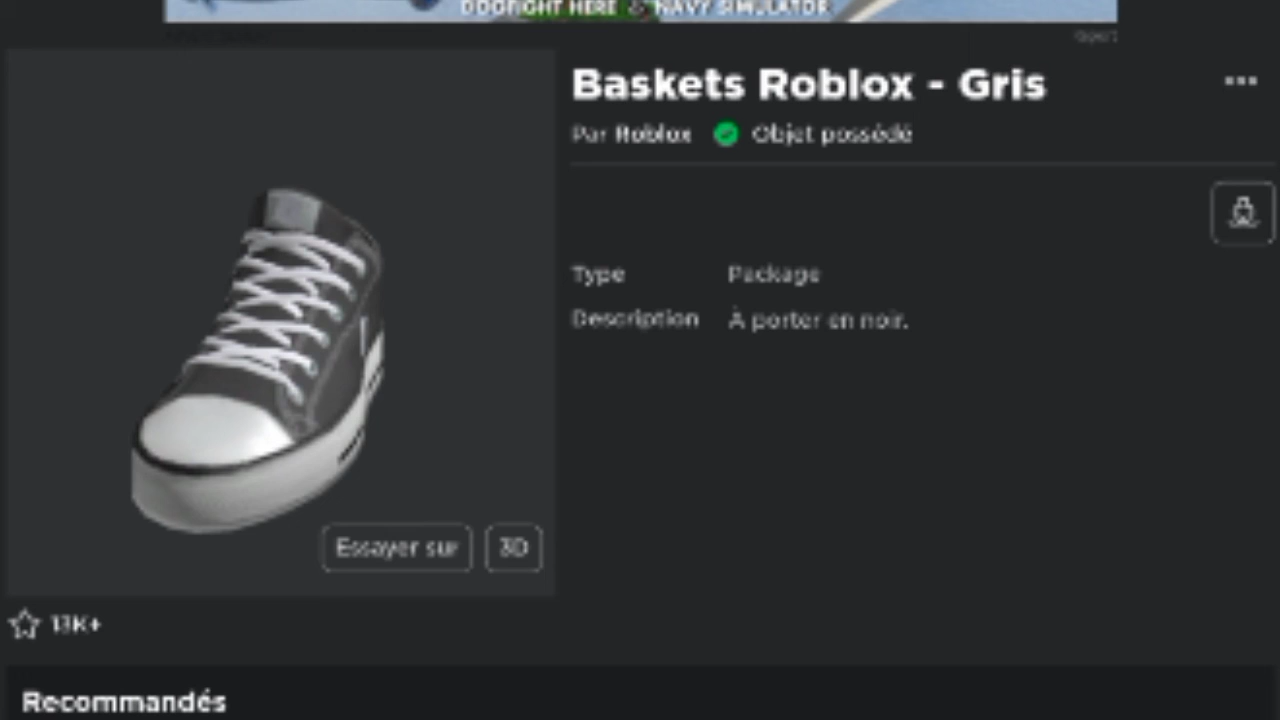 DOGFIGHT HERE & NAVY SIMULATOR
Baskets Roblox - Gris
Par Roblox Objet possédé
Type Package
Description À porter en noir.
Essayer sur 3D
13K+
Recommandés